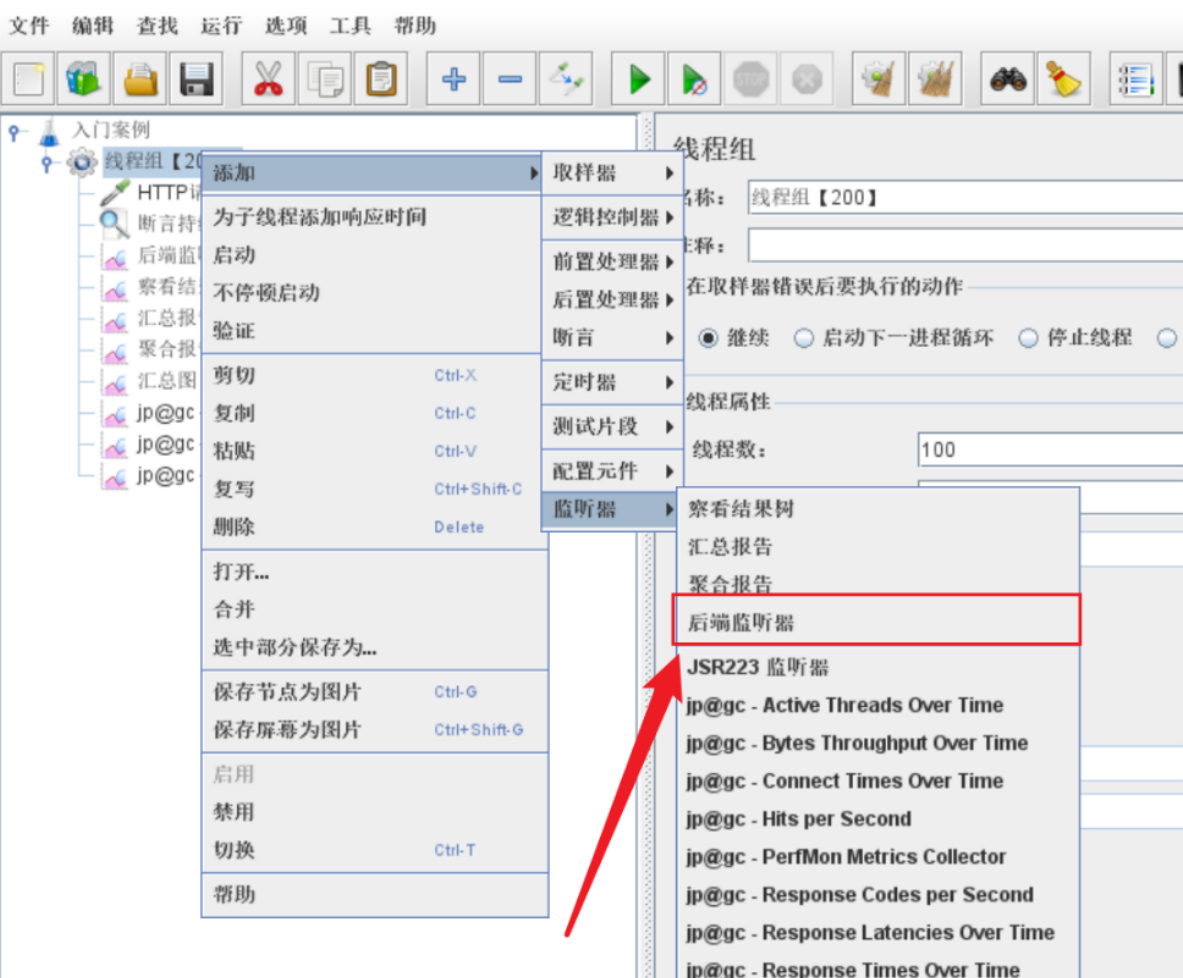 文件 编辑 查找 运行 选项 工具 帮助
STOP
入门案例
线程组【20
HTTP请
断言持
后端监
察看结
汇总报
聚合报
汇总图
jp@gc
jp@gc
jp@gc
添加
为子线程添加响应时间
启动
不停顿启动
验证
剪切 Ctrl-X
复制 Ctrl-C
粘贴 Ctrl-V
复写 Ctrl+Shift-C
删除 Delete
打开...
合并
选中部分保存为...
保存节点为图片 Ctrl-G
保存屏幕为图片 Ctrl+Shift-G
启用
禁用
切换 Ctrl-T
帮助
取样器
逻辑控制器
前置处理器
后置处理器
断言
定时器
测试片段
配置元件
监听器
察看结果树
汇总报告
聚合报告
后端监听器
JSR223 监听器
jp@gc - Active Threads Over Time
jp@gc - Bytes Throughput Over Time
jp@gc - Connect Times Over Time
jp@gc - Hits per Second
jp@gc - PerfMon Metrics Collector
jp@gc - Response Codes per Second
jp@gc - Response Latencies Over Time
jp@gc - Response Times Over Time
线程组
名称： 线程组【200】
注释：
在取样器错误后要执行的动作
继续 启动下一进程循环 停止线程
线程属性
线程数： 100